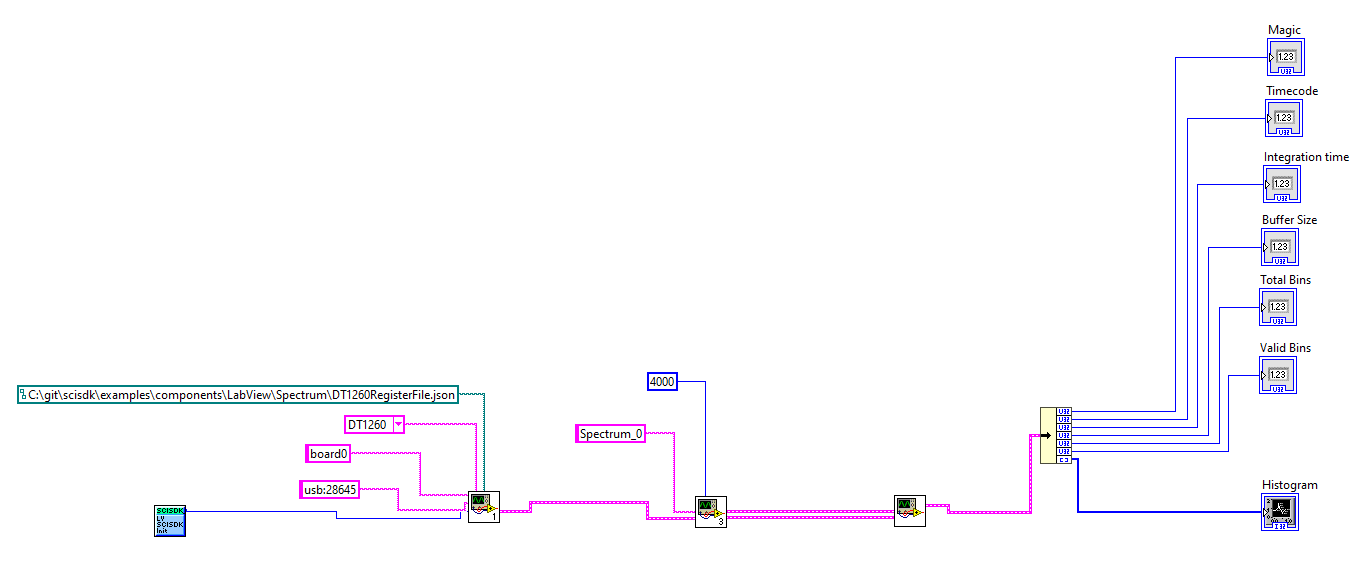 Magic
1.23
U32
Timecode
1.23
U32
Integration time
1.23
U32
Buffer Size
1.23
U32
Total Bins
1.23
U32
Valid Bins
1.23
U32
C:\git\scisdk\examples\components\LabView\Spectrum\DT1260RegisterFile.json
4000
DT1260
Spectrum_0
board0
usb:28645
U32
U32
U32
U32
U32
U32
Histogram
I32
SCISDK
LV
SCISDK
Init
1
3